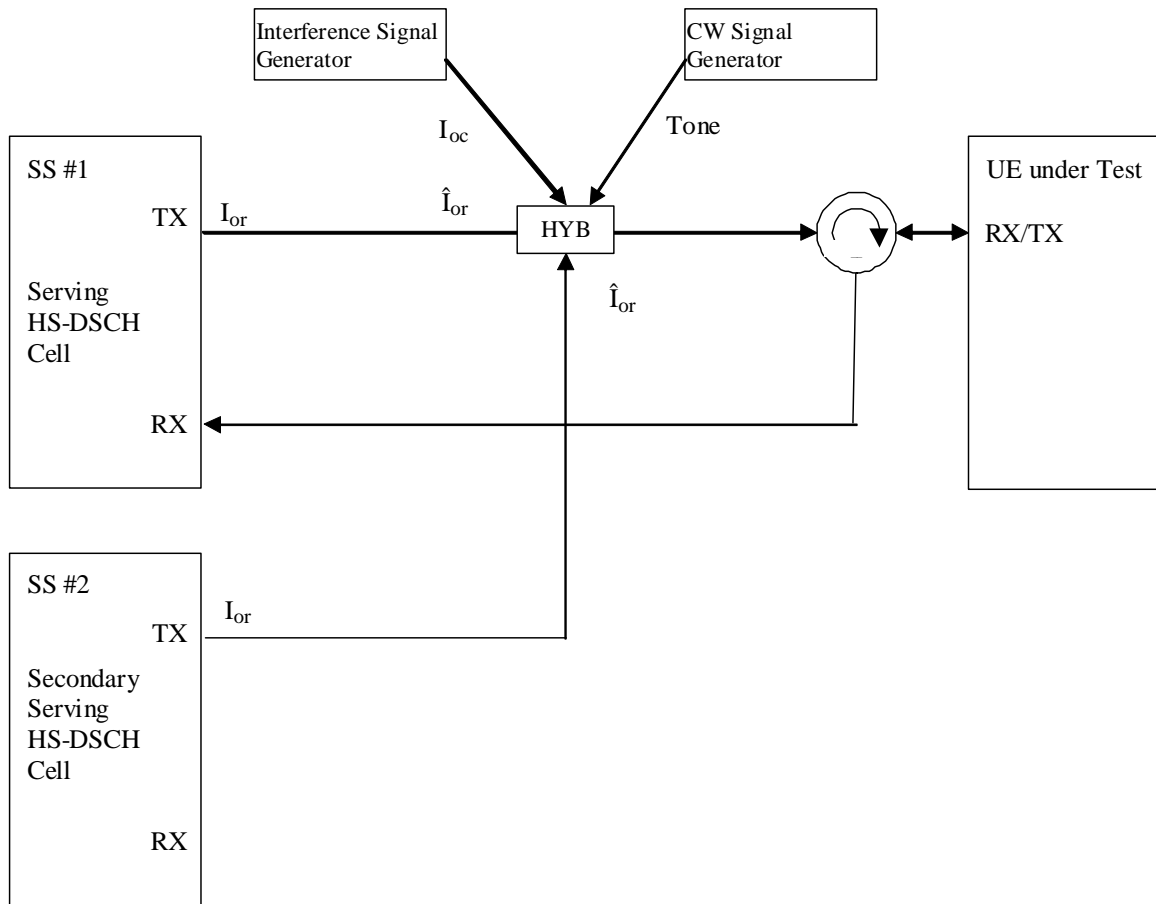 Interference Signal
Generator
CW Signal
Generator
I_oc
Tone
SS #1
TX
I_or
Î_or
HYB
UE under Test
RX/TX
Serving
HS-DSCH
Cell
Î_or
RX
SS #2
I_or
TX
Secondary
Serving
HS-DSCH
Cell
RX